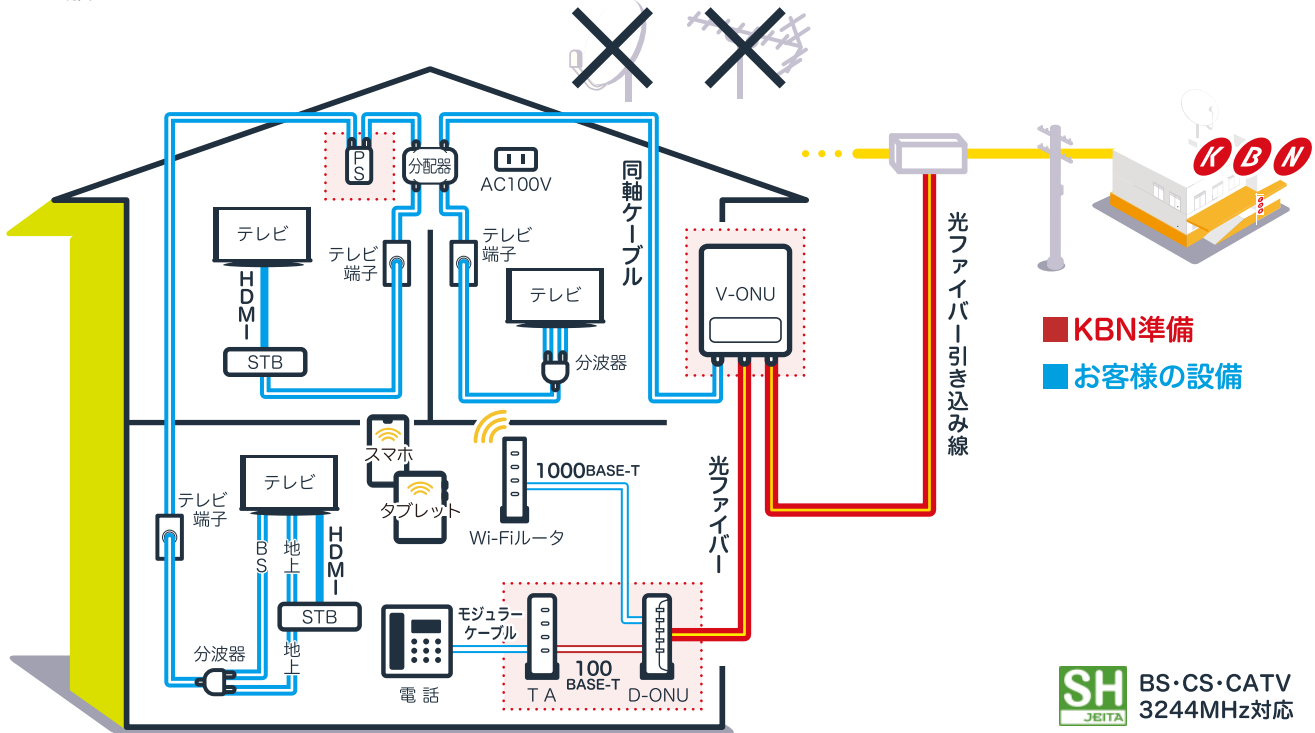 KBN
PS
分配器
AC100V
同軸ケーブル
テレビ
テレビ
端子
テレビ
端子
HDMI
STB
テレビ
分波器
V-ONU
光ファイバー引き込み線
KBN準備
お客様の設備
スマホ
タブレット
1000BASE-T
Wi-Fiルータ
光ファイバー
テレビ
テレビ
端子
BS
地上
HDMI
STB
地上
分波器
電話
モジュラー
ケーブル
100
BASE-T
TA
D-ONU
SH
JEITA
BS・CS・CATV
3244MHz対応